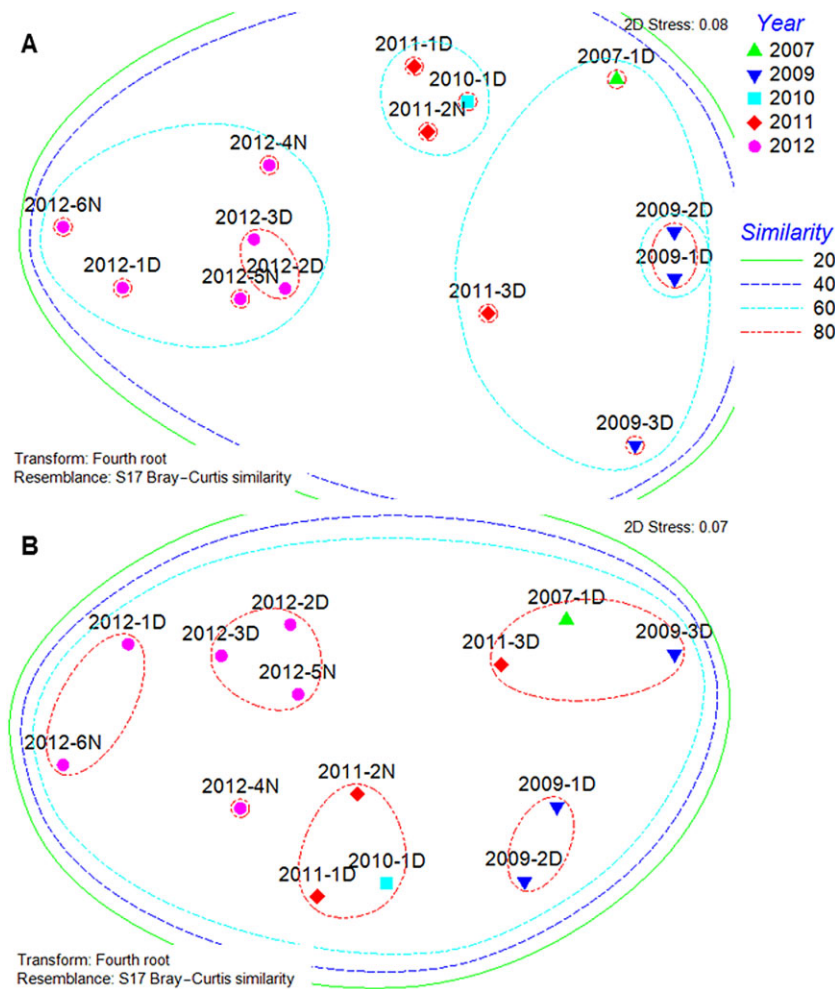 A
2D Stress: 0.08
Year
2007
2009
2010
2011
2012
Similarity
20
40
60
80
2011-1D
2007-1D
2010-1D
2011-2N
2012-4N
2012-6N
2012-3D
2009-2D
2012-1D
2012-5N
2012-2D
2009-1D
2011-3D
2009-3D
Transform: Fourth root
Resemblance: S17 Bray-Curtis similarity
B
2D Stress: 0.07
2012-1D
2012-2D
2007-1D
2012-3D
2011-3D
2009-3D
2012-5N
2012-6N
2011-2N
2012-4N
2009-1D
2011-1D
2010-1D
2009-2D
Transform: Fourth root
Resemblance: S17 Bray-Curtis similarity